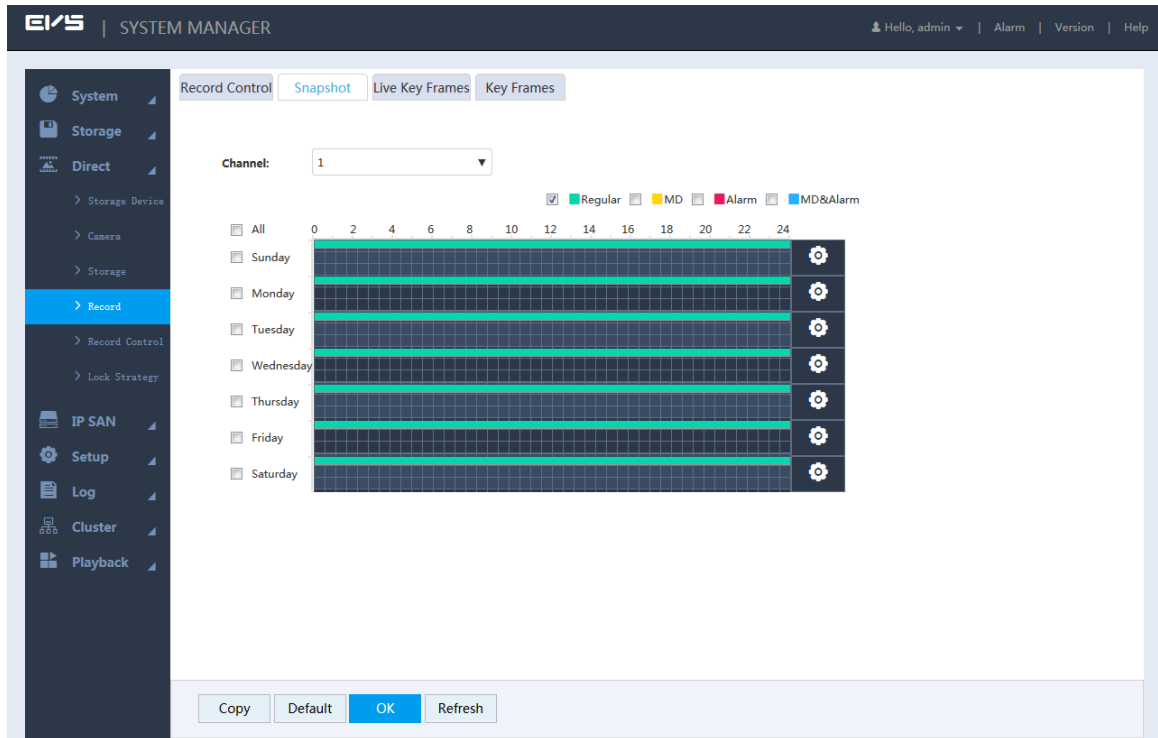 EVS | SYSTEM MANAGER
Hello, admin | Alarm | Version | Help
System
Storage
Direct
> Storage Device
> Camera
> Storage
> Record
> Record Control
> Lock Strategy
IP SAN
Setup
Log
Cluster
Playback
Record Control Snapshot Live Key Frames Key Frames
Channel: 1
Regular MD Alarm MD&Alarm
All 0 2 4 6 8 10 12 14 16 18 20 22 24
Sunday
Monday
Tuesday
Wednesday
Thursday
Friday
Saturday
Copy Default OK Refresh